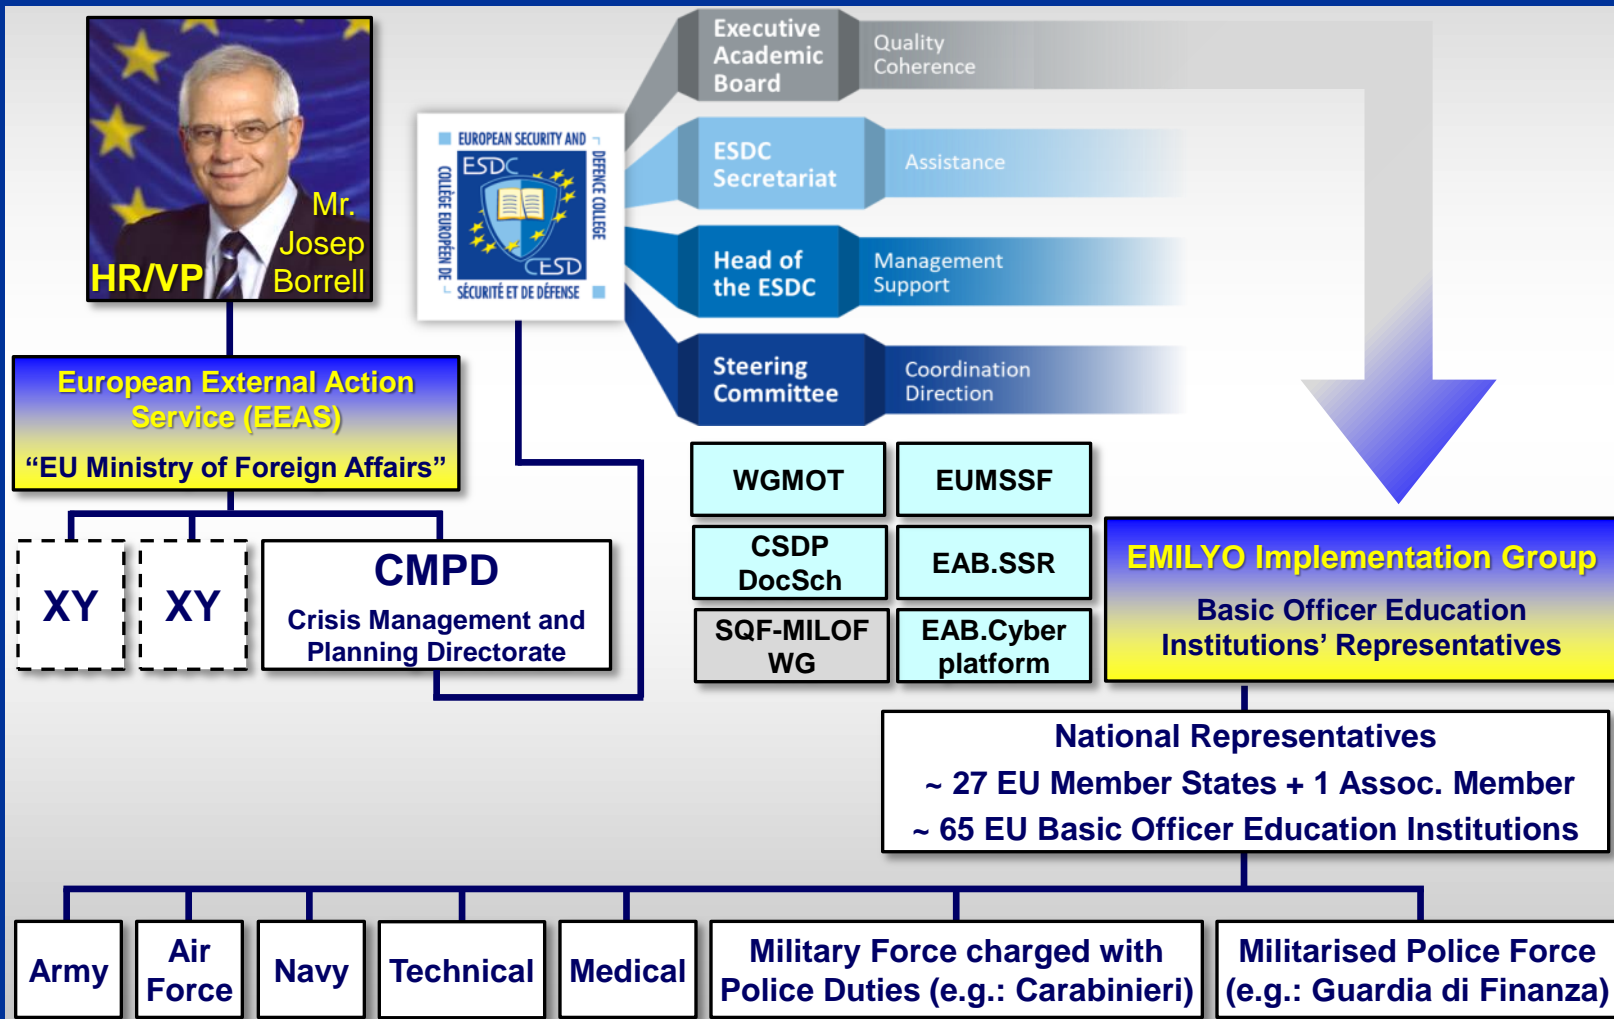 HR/VP
Mr.
Josep
Borrell
European External Action
Service (EEAS)
“EU Ministry of Foreign Affairs”
XY
XY
CMPD
Crisis Management and
Planning Directorate
EUROPEAN SECURITY AND
DEFENCE COLLEGE
COLLÈGE EUROPÉEN DE
SÉCURITÉ ET DE DÉFENSE
ESDC
CESD
Executive
Academic
Board
Quality
Coherence
ESDC
Secretariat
Assistance
Head of
the ESDC
Management
Support
Steering
Committee
Coordination
Direction
WGMOT
EUMSSF
CSDP
DocSch
EAB.SSR
SQF-MILOF
WG
EAB.Cyber
platform
EMILYO Implementation Group
Basic Officer Education
Institutions’ Representatives
National Representatives
~ 27 EU Member States + 1 Assoc. Member
~ 65 EU Basic Officer Education Institutions
Army
Air
Force
Navy
Technical
Medical
Military Force charged with
Police Duties (e.g.: Carabinieri)
Militarised Police Force
(e.g.: Guardia di Finanza)